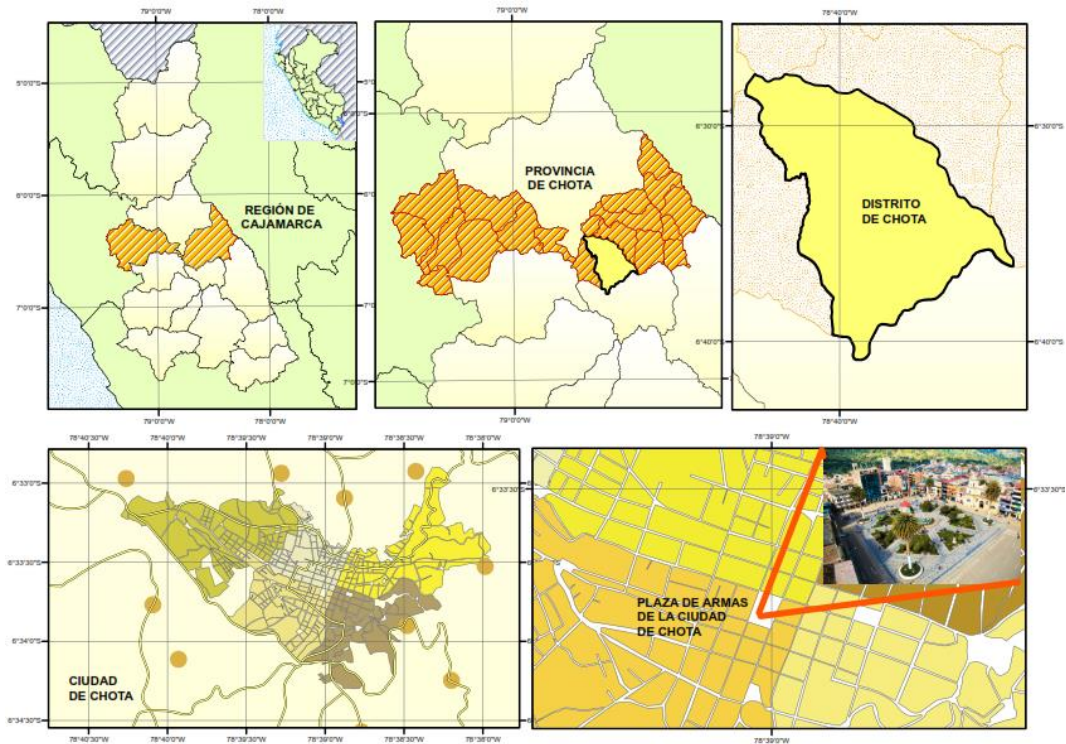 79°0'0"W
78°0'0"W
5°0'0"S
6°0'0"S
7°0'0"S
REGIÓN DE
CAJAMARCA
79°0'0"W
78°0'0"W
79°0'0"W
6°0'0"S
7°0'0"S
PROVINCIA
DE CHOTA
79°0'0"W
78°40'0"W
6°30'0"S
6°40'0"S
DISTRITO
DE CHOTA
78°40'0"W
78°40'30"W
78°40'0"W
78°39'30"W
78°39'0"W
78°38'30"W
78°38'0"W
6°33'0"S
6°33'30"S
6°34'0"S
6°34'30"S
6°33'30"S
CIUDAD
DE CHOTA
78°40'30"W
78°40'0"W
78°39'30"W
78°39'0"W
78°38'30"W
78°38'0"W
78°39'0"W
6°33'30"S
PLAZA DE ARMAS
DE LA CIUDAD
DE CHOTA
78°39'0"W